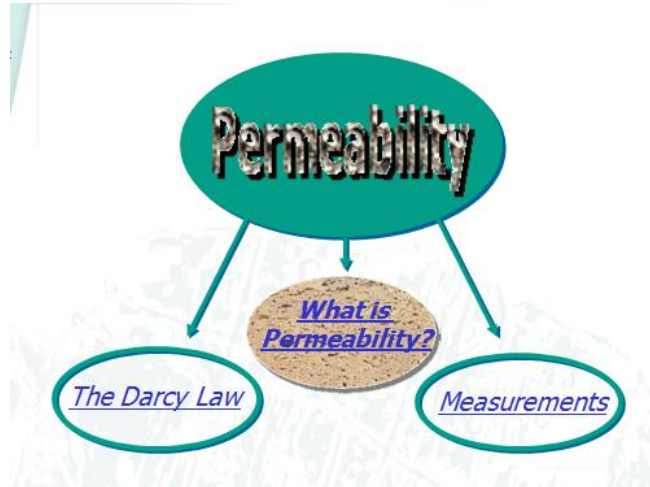 Permeability
What is
Permeability?
The Darcy Law
Measurements